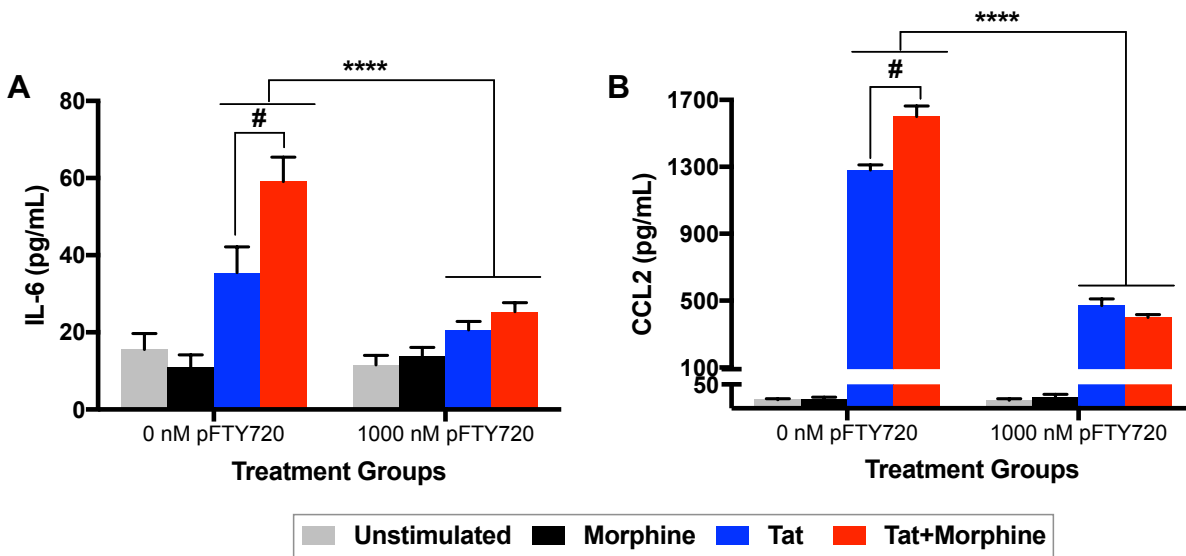 A
****
#
IL-6 (pg/mL)
80
60
40
20
0
0 nM pFTY720
1000 nM pFTY720
Treatment Groups
B
****
#
CCL2 (pg/mL)
1700
1300
900
500
100
50
0 nM pFTY720
1000 nM pFTY720
Treatment Groups
Unstimulated Morphine Tat Tat+Morphine